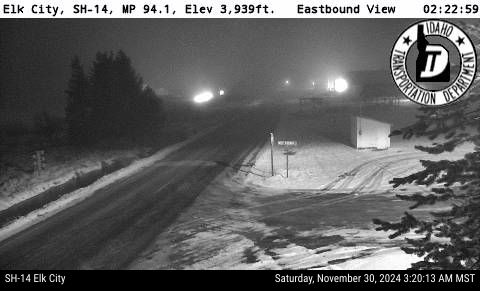 Elk City, SH-14, MP 94.1, Elev 3,939ft. Eastbound View 02:22:59
IDAHO
TRANSPORTATION DEPARTMENT
SH-14 Elk City Saturday, November 30, 2024 3:20:13 AM MST